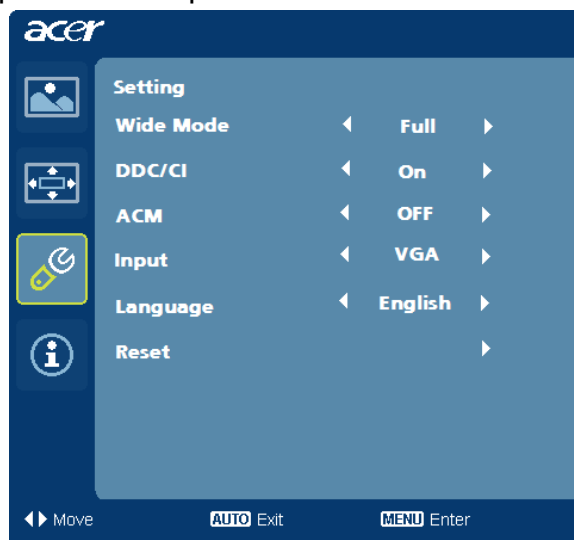 acer
Setting
Wide Mode Full
DDC/CI On
ACM OFF
Input VGA
Language English
Reset
Move AUTO Exit MENU Enter